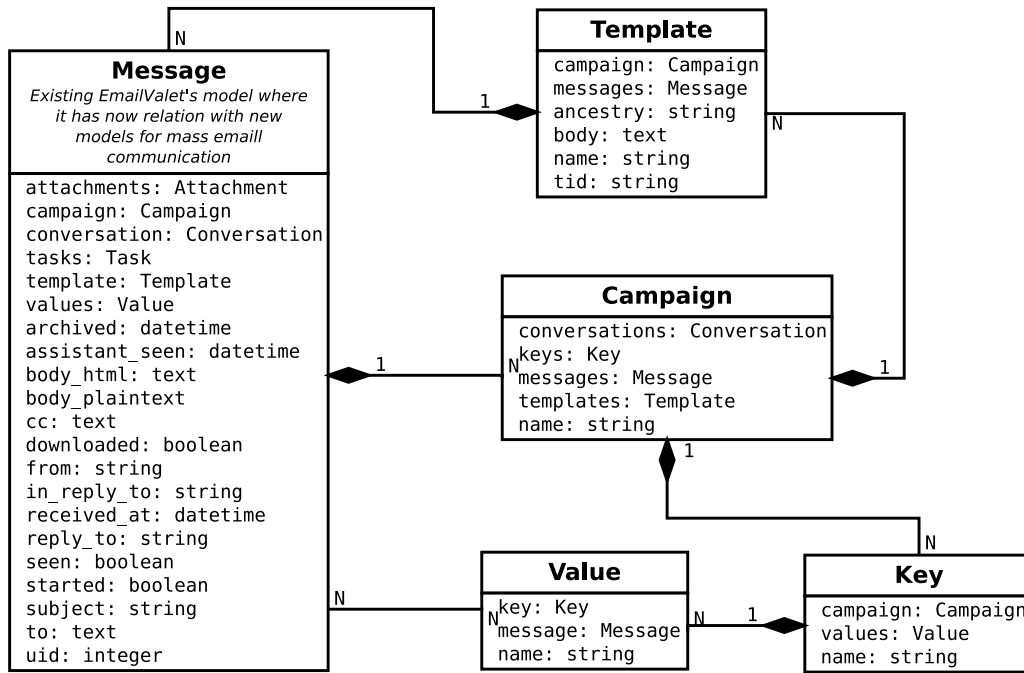 N
Message
Existing EmailValet's model where
it has now relation with new
models for mass emaill
communication
attachments: Attachment
campaign: Campaign
conversation: Conversation
tasks: Task
template: Template
values: Value
archived: datetime
assistant_seen: datetime
body_html: text
body_plaintext
cc: text
downloaded: boolean
from: string
in_reply_to: string
received_at: datetime
reply_to: string
seen: boolean
started: boolean
subject: string
to: text
uid: integer
1
Template
campaign: Campaign
messages: Message
ancestry: string
body: text
name: string
tid: string
N
1
N
Campaign
conversations: Conversation
keys: Key
messages: Message
templates: Template
name: string
1
1
N
N
N
Value
key: Key
message: Message
name: string
N
1
Key
campaign: Campaign
values: Value
name: string